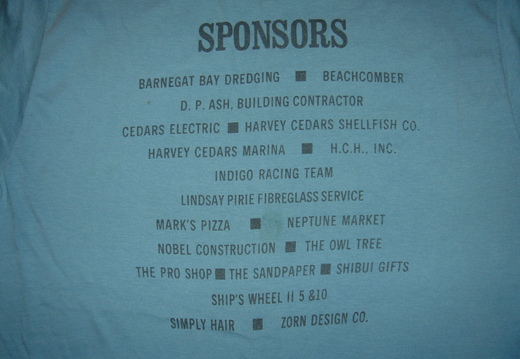 SPONSORS
BARNEGAT BAY DREDGING ■ BEACHCOMBER
D. P. ASH, BUILDING CONTRACTOR
CEDARS ELECTRIC ■ HARVEY CEDARS SHELLFISH CO.
HARVEY CEDARS MARINA ■ H.C.H., INC.
INDIGO RACING TEAM
LINDSAY PIRIE FIBREGLASS SERVICE
MARK'S PIZZA ■ NEPTUNE MARKET
NOBEL CONSTRUCTION ■ THE OWL TREE
THE PRO SHOP ■ THE SANDPAPER ■ SHIBUI GIFTS
SHIP'S WHEEL II 5 &10
SIMPLY HAIR ■ ZORN DESIGN CO.